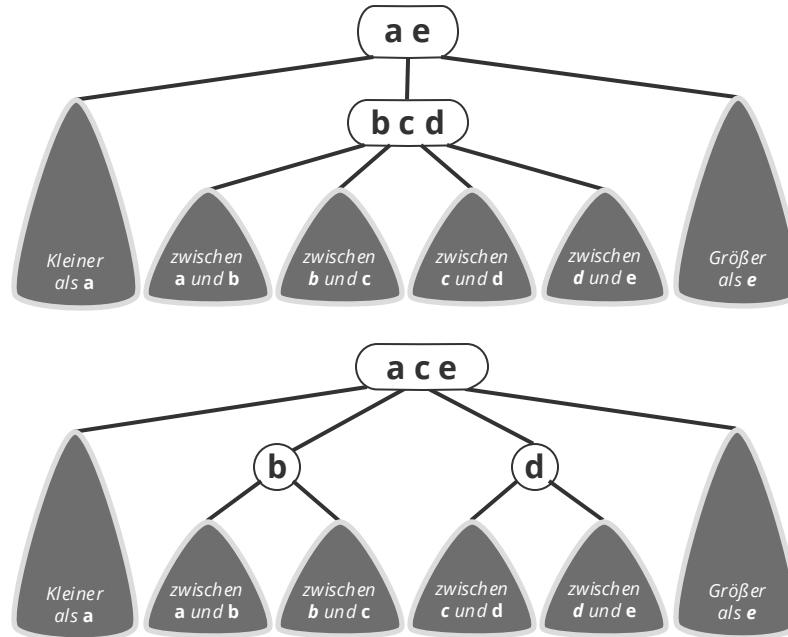 a e
b c d
Kleiner
als a
zwischen
a und b
zwischen
b und c
zwischen
c und d
zwischen
d und e
Größer
als e
a c e
b
d
Kleiner
als a
zwischen
a und b
zwischen
b und c
zwischen
c und d
zwischen
d und e
Größer
als e